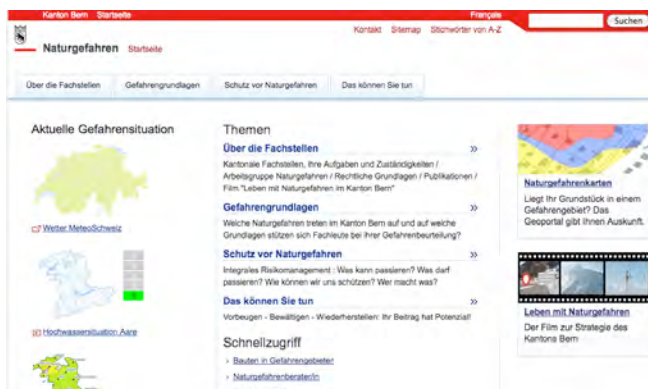 Kanton Bern Startseite
Français
Suchen
Kontakt Sitemap Stichwörter von A-Z
Naturgefahren Startseite
Über die Fachstellen
Gefahrengrundlagen
Schutz vor Naturgefahren
Das können Sie tun
Aktuelle Gefahrensituation
Wetter MeteoSchweiz
Hochwassersituation Aare
Themen
Über die Fachstellen »
Kantonale Fachstellen, ihre Aufgaben und Zuständigkeiten /
Arbeitsgruppe Naturgefahren / Rechtliche Grundlagen / Publikationen /
Film "Leben mit Naturgefahren im Kanton Bern"
Gefahrengrundlagen »
Welche Naturgefahren treten im Kanton Bern auf und auf welche
Grundlagen stützen sich Fachleute bei ihrer Gefahrenbeurteilung?
Schutz vor Naturgefahren »
Integrales Risikomanagement : Was kann passieren? Was darf
passieren? Wie können wir uns schützen? Wer macht was?
Das können Sie tun »
Vorbeugen - Bewältigen - Wiederherstellen: Ihr Beitrag hat Potenzial!
Schnellzugriff
› Bauten in Gefahrengebieten
› Naturgefahrenberater/in
Naturgefahrenkarten
Liegt Ihr Grundstück in einem
Gefahrengebiet? Das
Geoportal gibt Ihnen Auskunft.
Leben mit Naturgefahren
Der Film zur Strategie des
Kantons Bern